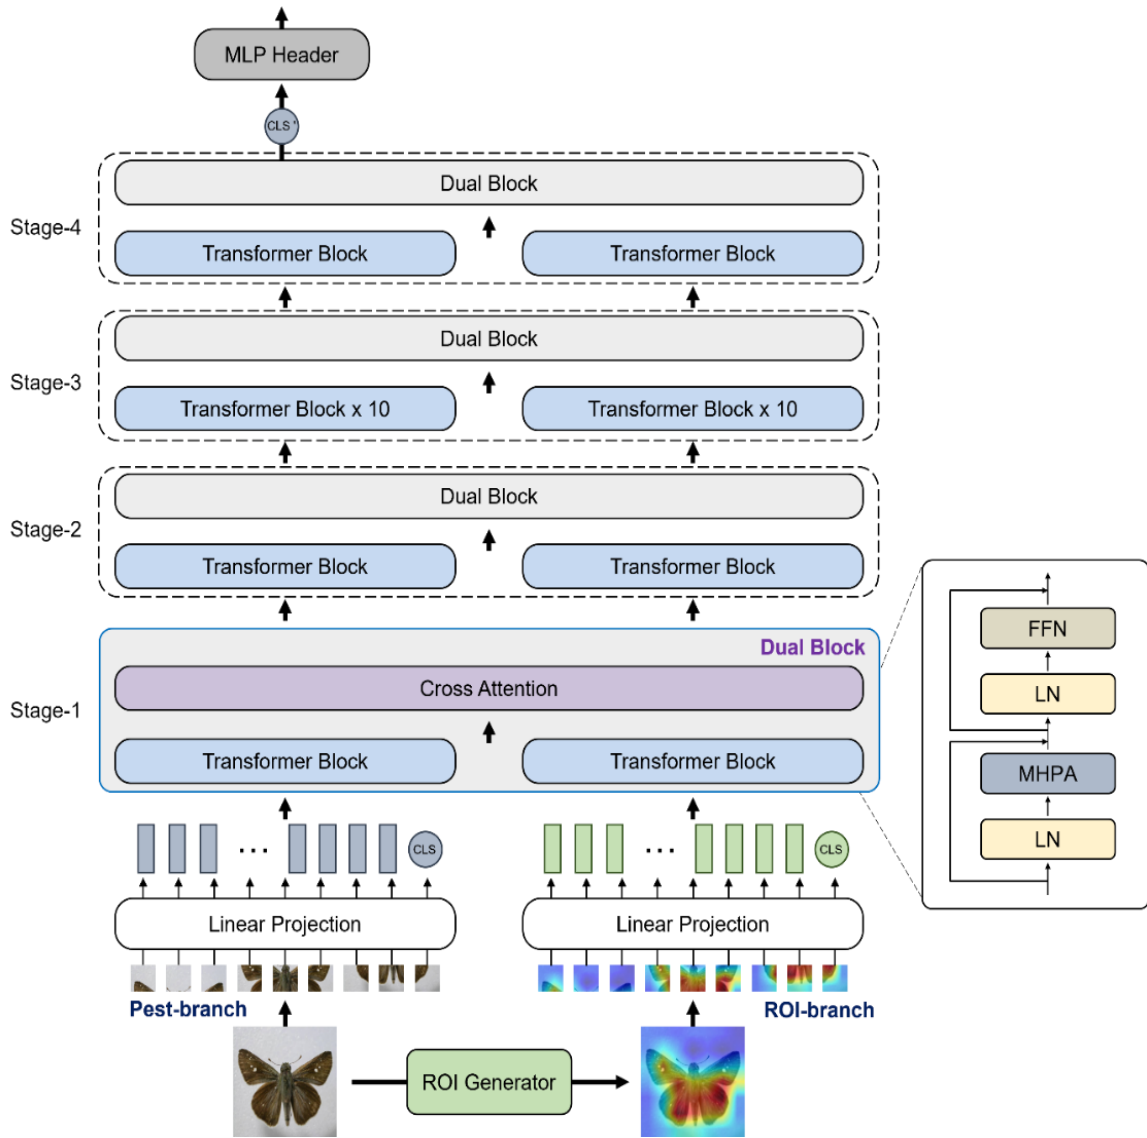 MLP Header
CLS '
Dual Block
Stage-4
Transformer Block
Transformer Block
Dual Block
Stage-3
Transformer Block x 10
Transformer Block x 10
Dual Block
Stage-2
Transformer Block
Transformer Block
Dual Block
Cross Attention
Stage-1
Transformer Block
Transformer Block
FFN
LN
MHPA
LN
... CLS
... CLS
Linear Projection
Linear Projection
Pest-branch
ROI-branch
ROI Generator